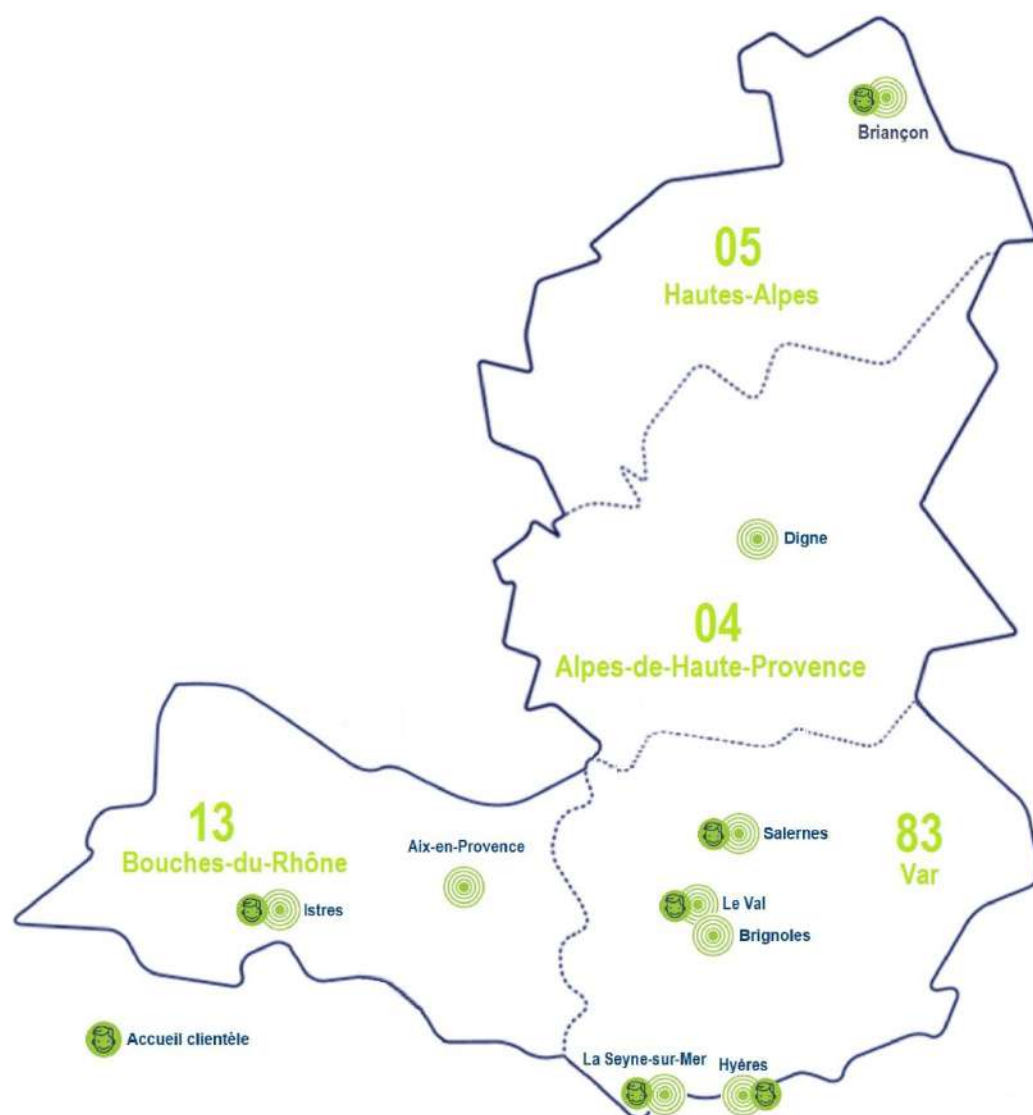 Briançon
05
Hautes-Alpes
Digne
04
Alpes-de-Haute-Provence
13
Bouches-du-Rhône
Aix-en-Provence
Istres
Salernes
83
Var
Le Val
Brignoles
Accueil clientèle
La Seyne-sur-Mer
Hyères